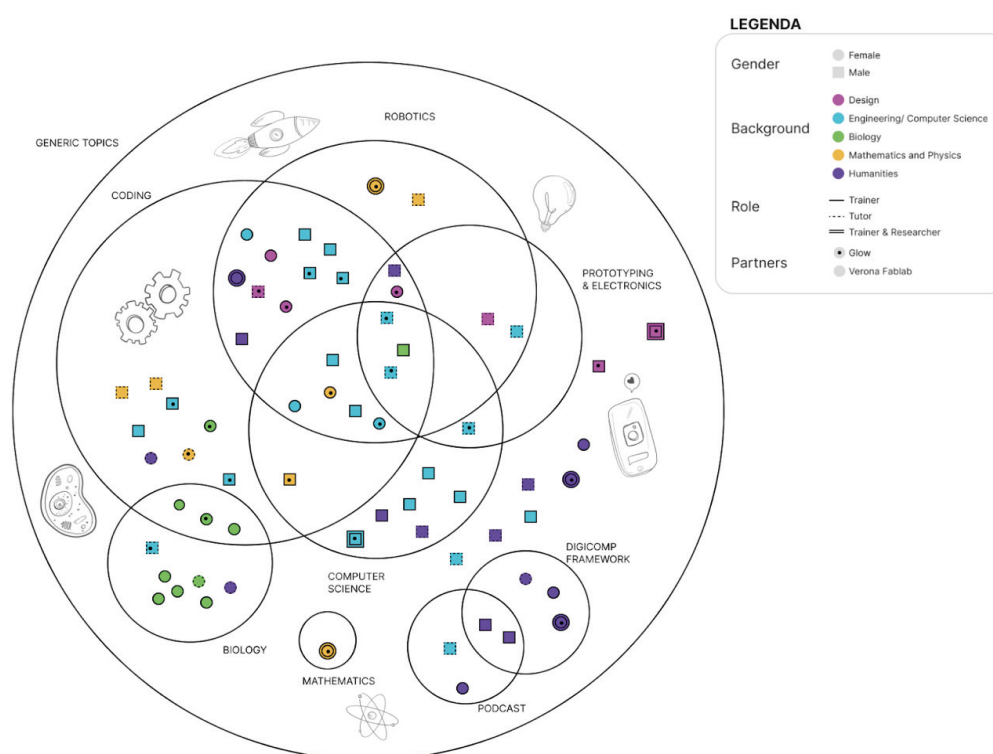 LEGENDA
Gender
Female
Male
Background
Design
Engineering/ Computer Science
Biology
Mathematics and Physics
Humanities
Role
Trainer
Tutor
Trainer & Researcher
Partners
Glow
Verona Fablab
GENERIC TOPICS
ROBOTICS
CODING
PROTOTYPING
& ELECTRONICS
DIGICOMP
FRAMEWORK
COMPUTER
SCIENCE
BIOLOGY
MATHEMATICS
PODCAST